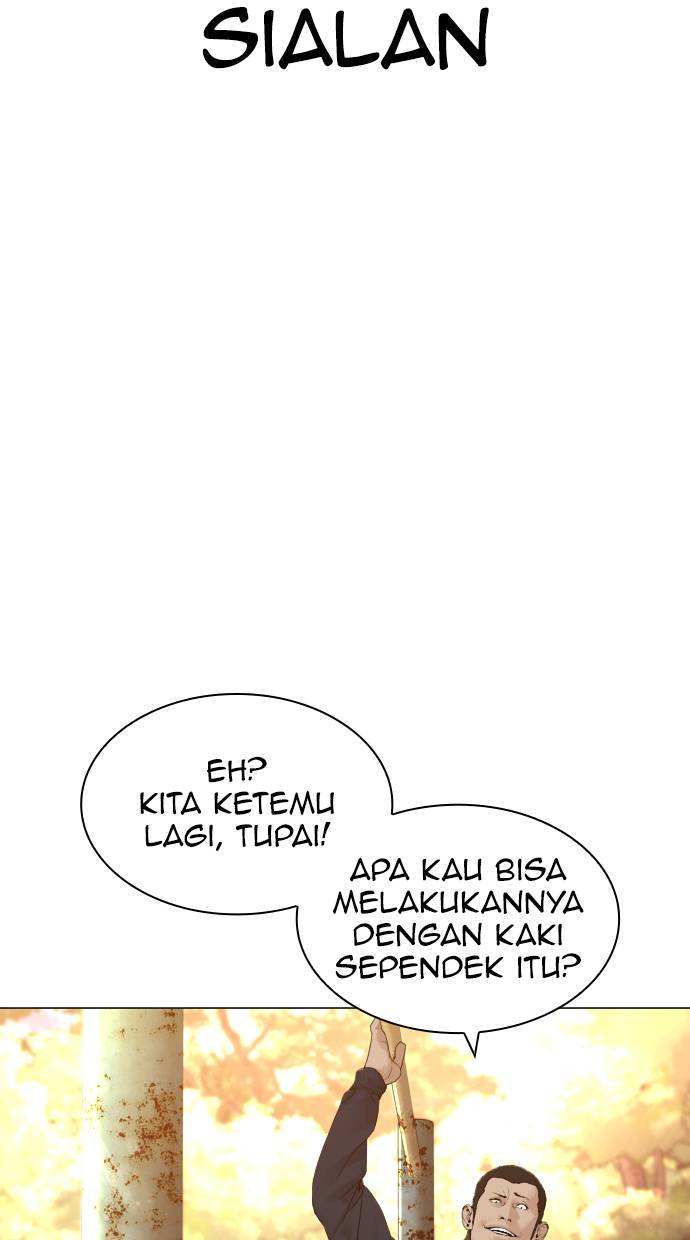 SIALAN
EH?
KITA KETEMU
LAGI, TUPAI!
APA KAU BISA
MELAKUKANNYA
DENGAN KAKI
SEPENDEK ITU?